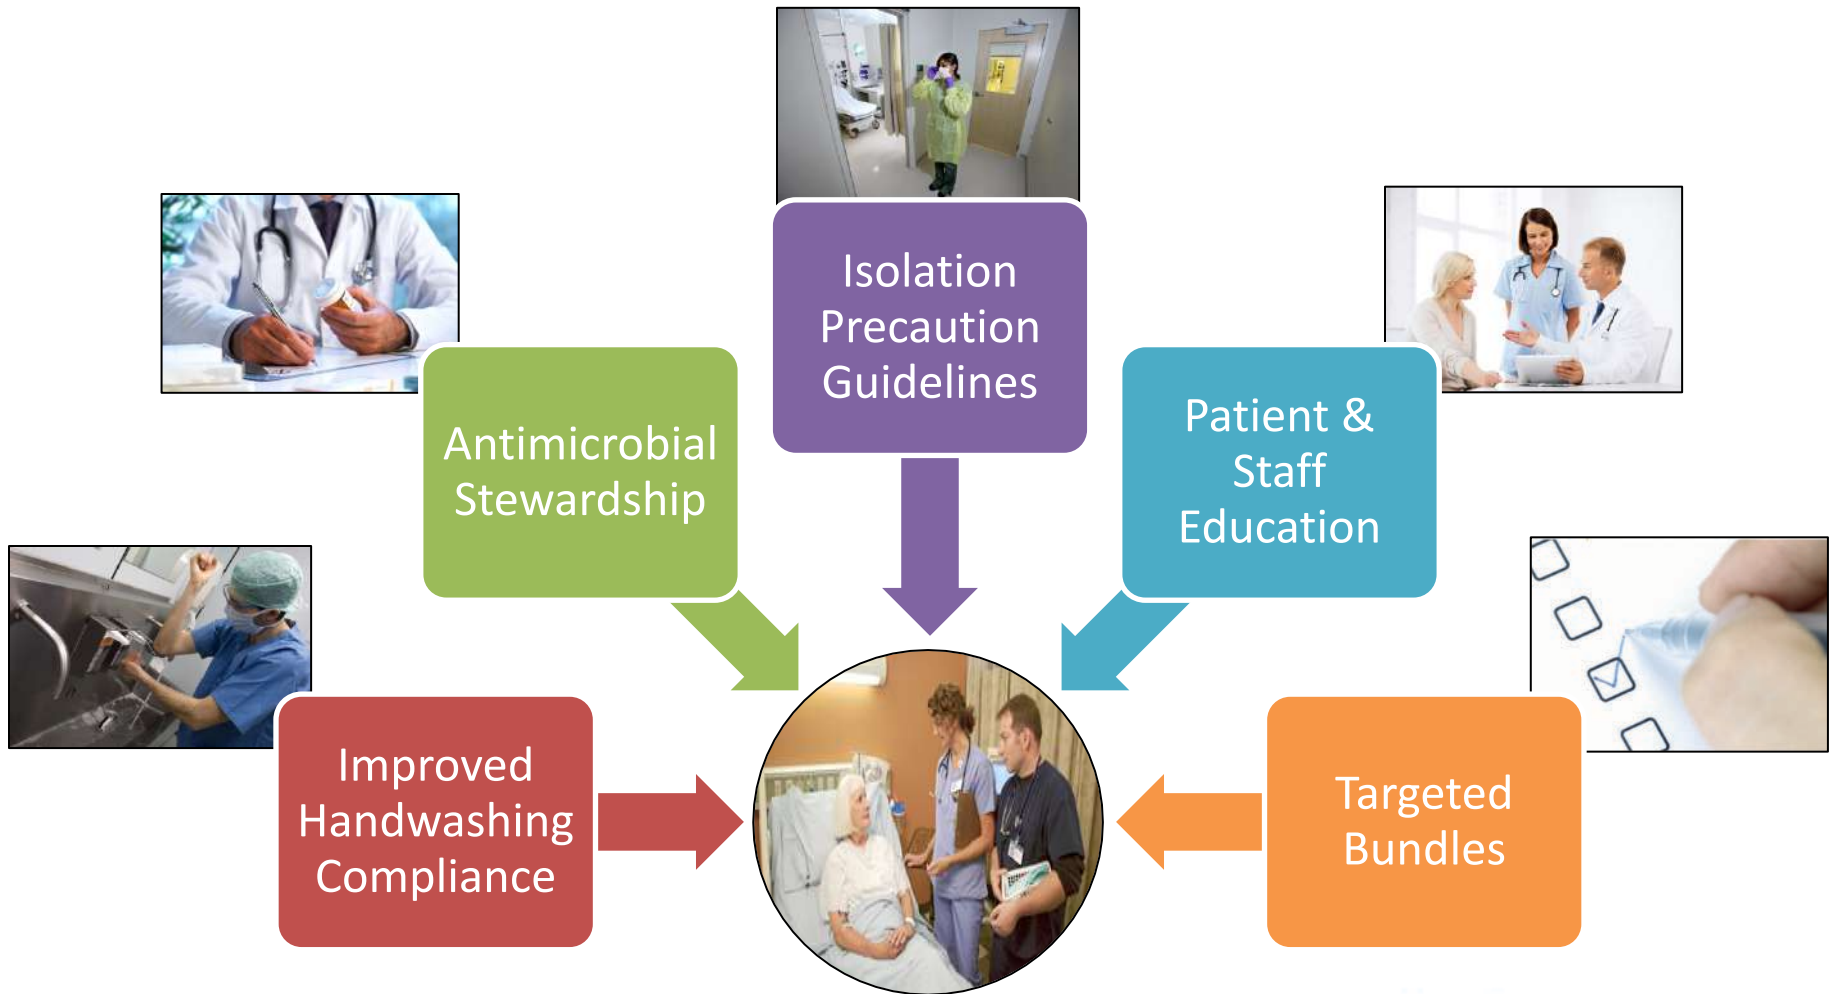 Isolation
Precaution
Guidelines
Antimicrobial
Stewardship
Patient &
Staff
Education
Improved
Handwashing
Compliance
Targeted
Bundles